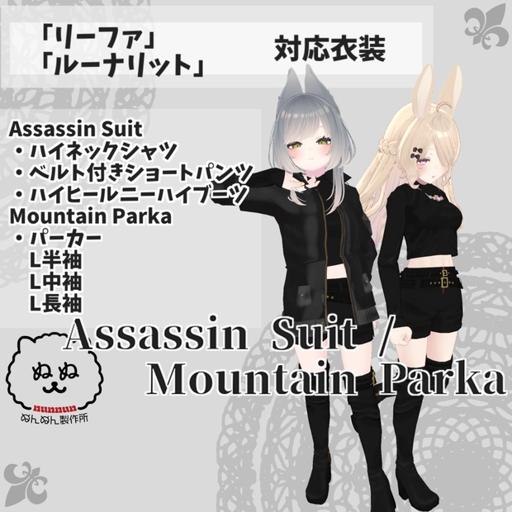 「リーファ」
「ルーナリット」
対応衣装
Assassin Suit
・ハイネックシャツ
・ベルト付きショートパンツ
・ハイヒールニーハイブーツ
Mountain Parka
・パーカー
L半袖
L中袖
L長袖
Assassin Suit /
Mountain Parka
ぬぬ
nunnun
ぬんぬん製作所